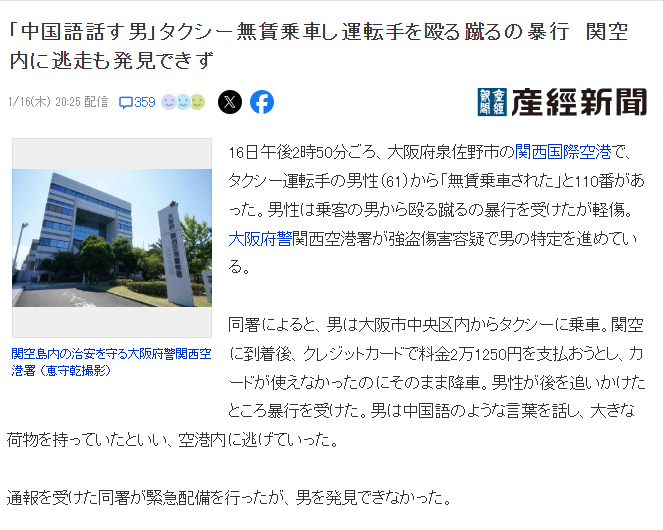 「中国語話す男」タクシー無賃乗車し運転手を殴る蹴るの暴行　関空
内に逃走も発見できず
1/16(木) 20:25 配信
359
産経新聞
産經新聞
16日午後2時50分ごろ、大阪府泉佐野市の関西国際空港で、
タクシー運転手の男性（61）から「無賃乗車された」と110番があ
った。男性は乗客の男から殴る蹴るの暴行を受けたが軽傷。
大阪府警関西空港署が強盗傷害容疑で男の特定を進めてい
る。
関空島内の治安を守る大阪府警関西空
港署（恵守乾撮影）
同署によると、男は大阪市中央区内からタクシーに乗車。関空
に到着後、クレジットカードで料金2万1250円を支払おうとし、カ
ードが使えなかったのにそのまま降車。男性が後を追いかけた
ところ暴行を受けた。男は中国語のような言葉を話し、大きな
荷物を持っていたといい、空港内に逃げていった。
通報を受けた同署が緊急配備を行ったが、男を発見できなかった。